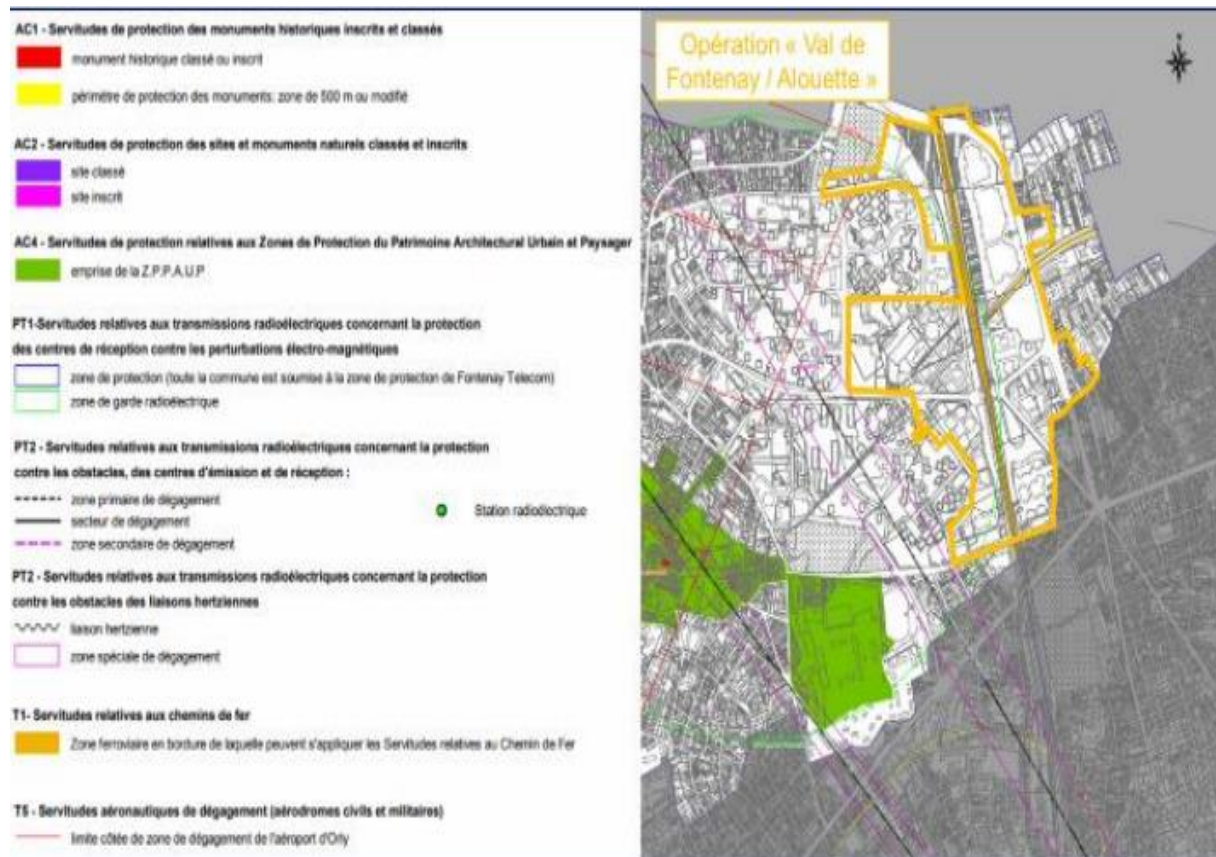 AC1 - Servitudes de protection des monuments historiques inscrits et classés
monument historique classé ou inscrit
périmètre de protection des monuments: zone de 500 m ou modifié
AC2 - Servitudes de protection des sites et monuments naturels classés et inscrits
site classé
site inscrit
AC4 - Servitudes de protection relatives aux Zones de Protection du Patrimoine Architectural Urbain et Paysager
emprise de la Z.P.P.A.U.P
PT1-Servitudes relatives aux transmissions radioélectriques concernant la protection
des centres de réception contre les perturbations électro-magnétiques
zone de protection (toute la commune est soumise à la zone de protection de Fontenay Telecom)
zone de garde radioélectrique
PT2 - Servitudes relatives aux transmissions radioélectriques concernant la protection
contre les obstacles, des centres d'émission et de réception :
zone primaire de dégagement
secteur de dégagement
zone secondaire de dégagement
Station radioélectrique
PT2 - Servitudes relatives aux transmissions radioélectriques concernant la protection
contre les obstacles des liaisons hertziennes
liaison hertzienne
zone spéciale de dégagement
T1- Servitudes relatives aux chemins de fer
Zone ferroviaire en bordure de laquelle peuvent s'appliquer les Servitudes relatives au Chemin de Fer
T5 - Servitudes aéronautiques de dégagement (aérodromes civils et militaires)
limite côtée de zone de dégagement de l'aéroport d'Orly
Opération « Val de
Fontenay / Alouette »